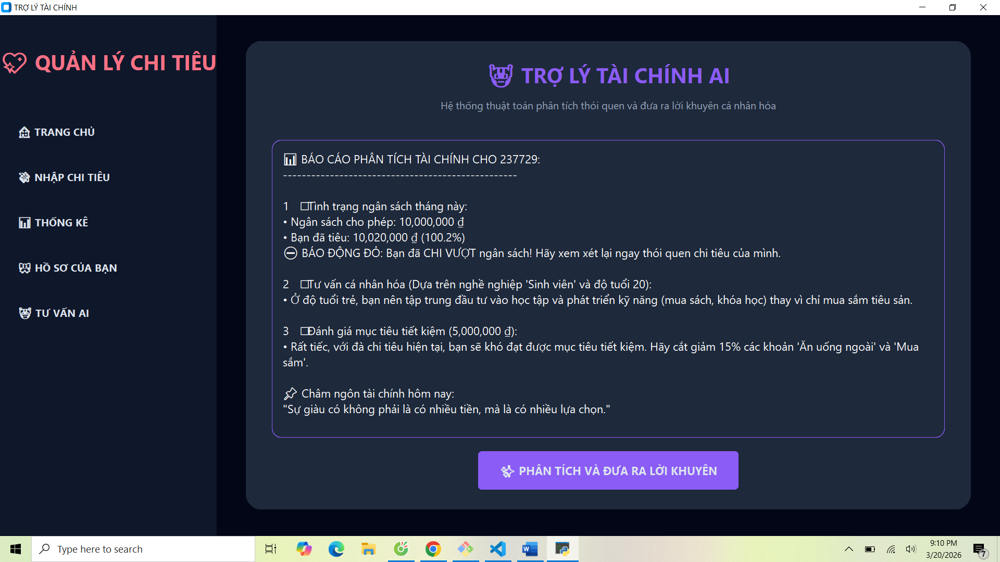 TRỢ LÝ TÀI CHÍNH
QUẢN LÝ CHI TIÊU
TRANG CHỦ
NHẬP CHI TIÊU
THỐNG KÊ
HỒ SƠ CỦA BẠN
TƯ VẤN AI
TRỢ LÝ TÀI CHÍNH AI
Hệ thống thuật toán phân tích thói quen và đưa ra lời khuyên cá nhân hóa
BÁO CÁO PHÂN TÍCH TÀI CHÍNH CHO 237729:
--------------------------------------------------
1 Tình trạng ngân sách tháng này:
• Ngân sách cho phép: 10,000,000 ₫
• Bạn đã tiêu: 10,020,000 ₫ (100.2%)
BÁO ĐỘNG ĐỎ: Bạn đã CHI VƯỢT ngân sách! Hãy xem xét lại ngay thói quen chi tiêu của mình.
2 Tư vấn cá nhân hóa (Dựa trên nghề nghiệp 'Sinh viên' và độ tuổi 20):
• Ở độ tuổi trẻ, bạn nên tập trung đầu tư vào học tập và phát triển kỹ năng (mua sách, khóa học) thay vì chỉ mua sắm tiêu sản.
3 Đánh giá mục tiêu tiết kiệm (5,000,000 ₫):
• Rất tiếc, với đà chi tiêu hiện tại, bạn sẽ khó đạt được mục tiêu tiết kiệm. Hãy cắt giảm 15% các khoản 'Ăn uống ngoài' và 'Mua
sắm'.
Châm ngôn tài chính hôm nay:
"Sự giàu có không phải là có nhiều tiền, mà là có nhiều lựa chọn."
PHÂN TÍCH VÀ ĐƯA RA LỜI KHUYÊN
Type here to search
9:10 PM
3/20/2026
7